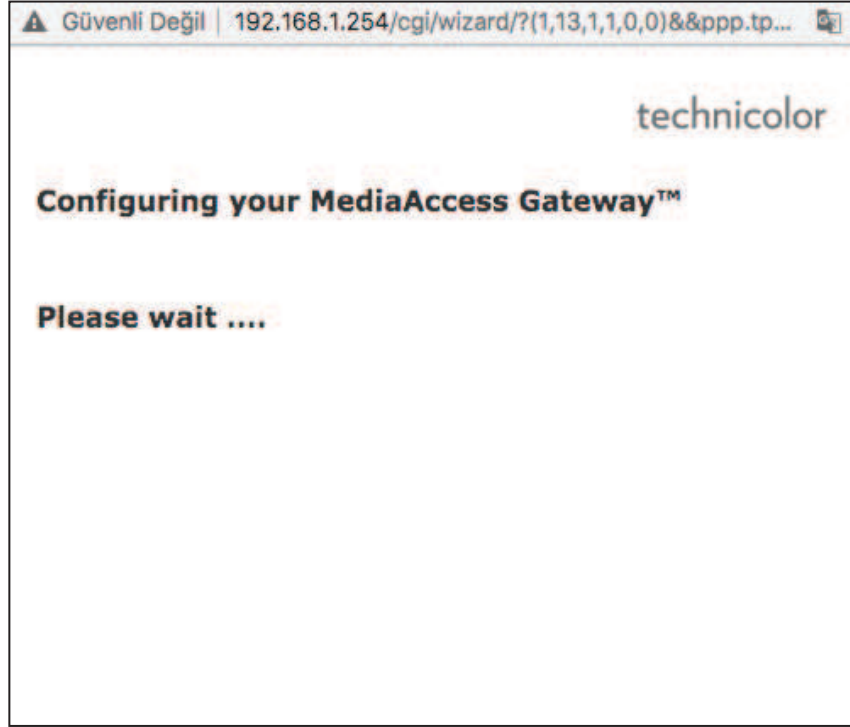 Güvenli Değil | 192.168.1.254/cgi/wizard/?(1,13,1,1,0,0)&&ppp.tp...
technicolor
Configuring your MediaAccess Gateway™
Please wait ....